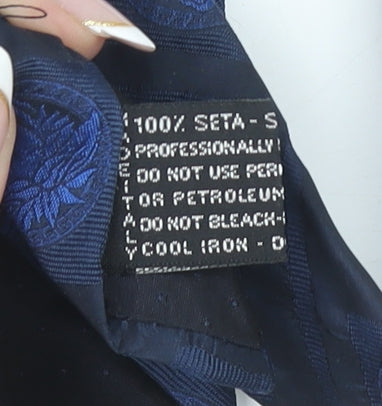 MADE IN ITALY
100% SETA - S
PROFESSIONALLY
DO NOT USE PER
OR PETROLEUM
DO NOT BLEACH-
COOL IRON - D